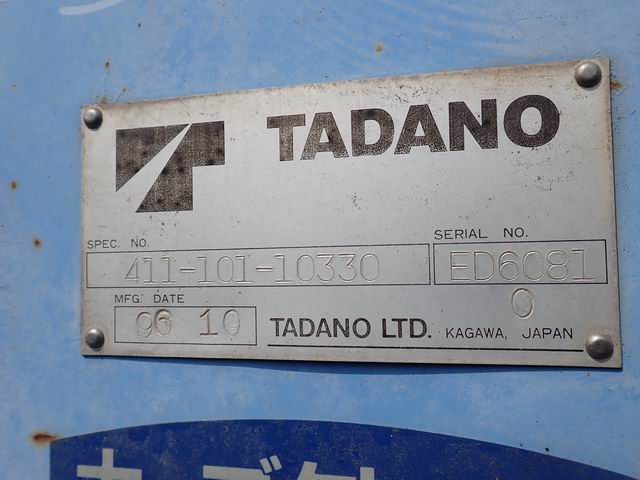 TADANO
SPEC. NO.
411-101-10330
SERIAL NO.
ED6081
0
MFG. DATE
96 10
TADANO LTD. KAGAWA, JAPAN